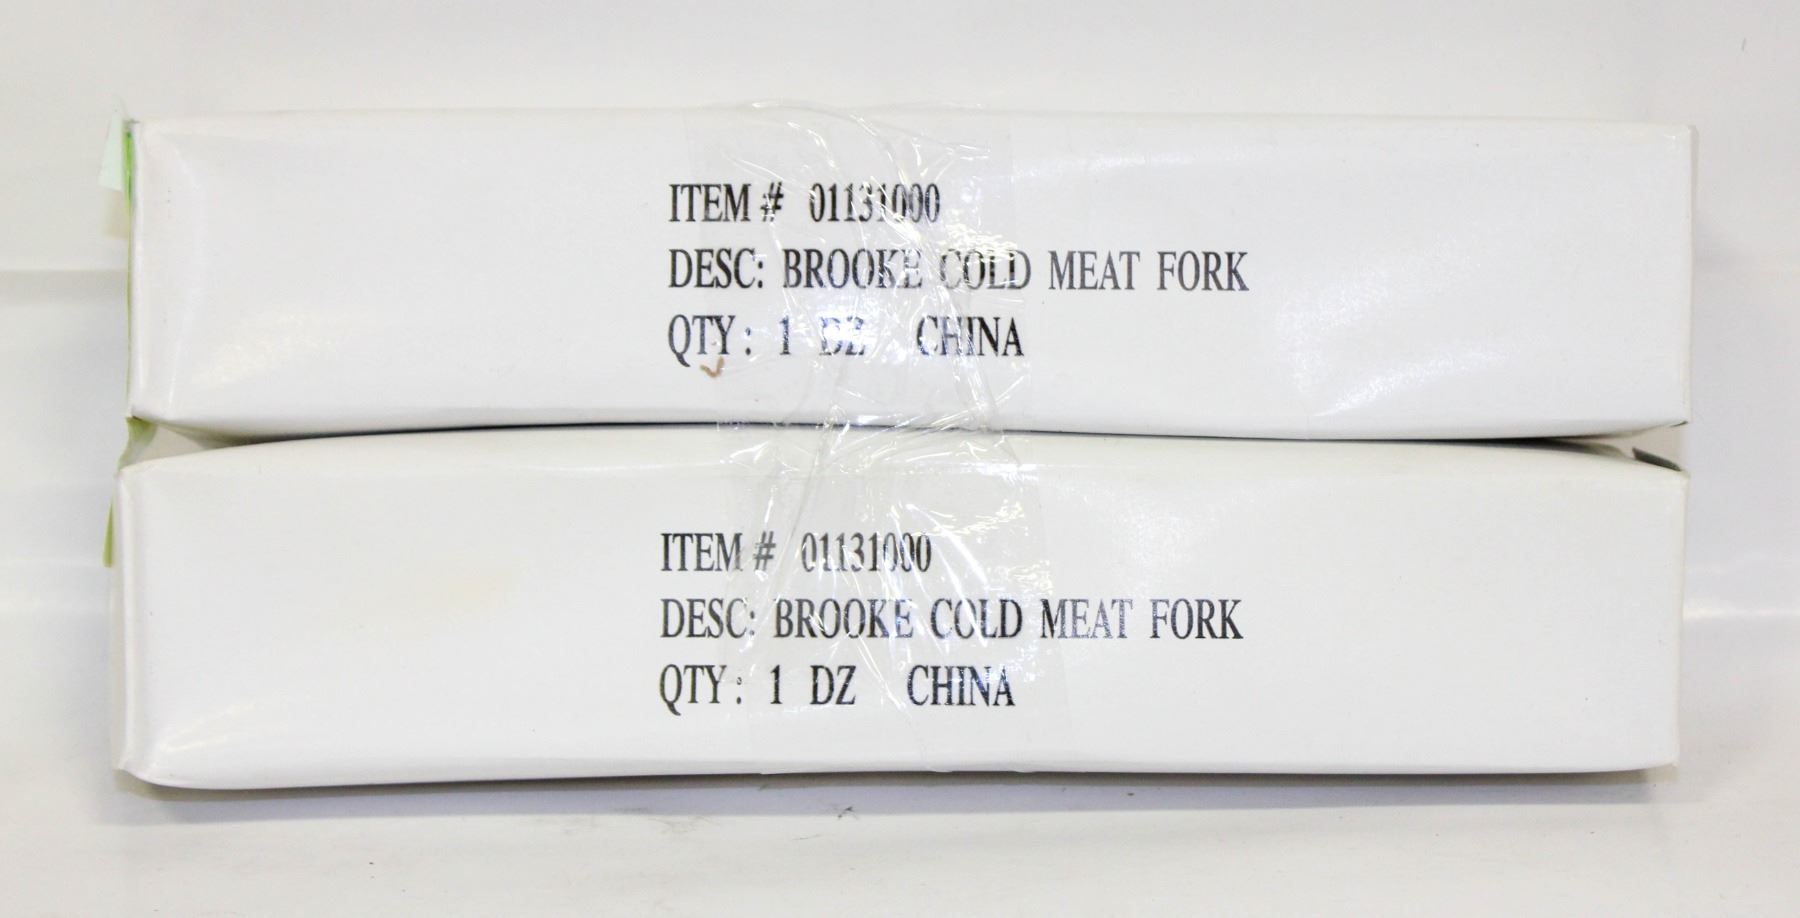 ITEM # 01131000
DESC: BROOKE COLD MEAT FORK
QTY: 1 DZ CHINA
ITEM # 01131000
DESC: BROOKE COLD MEAT FORK
QTY: 1 DZ CHINA